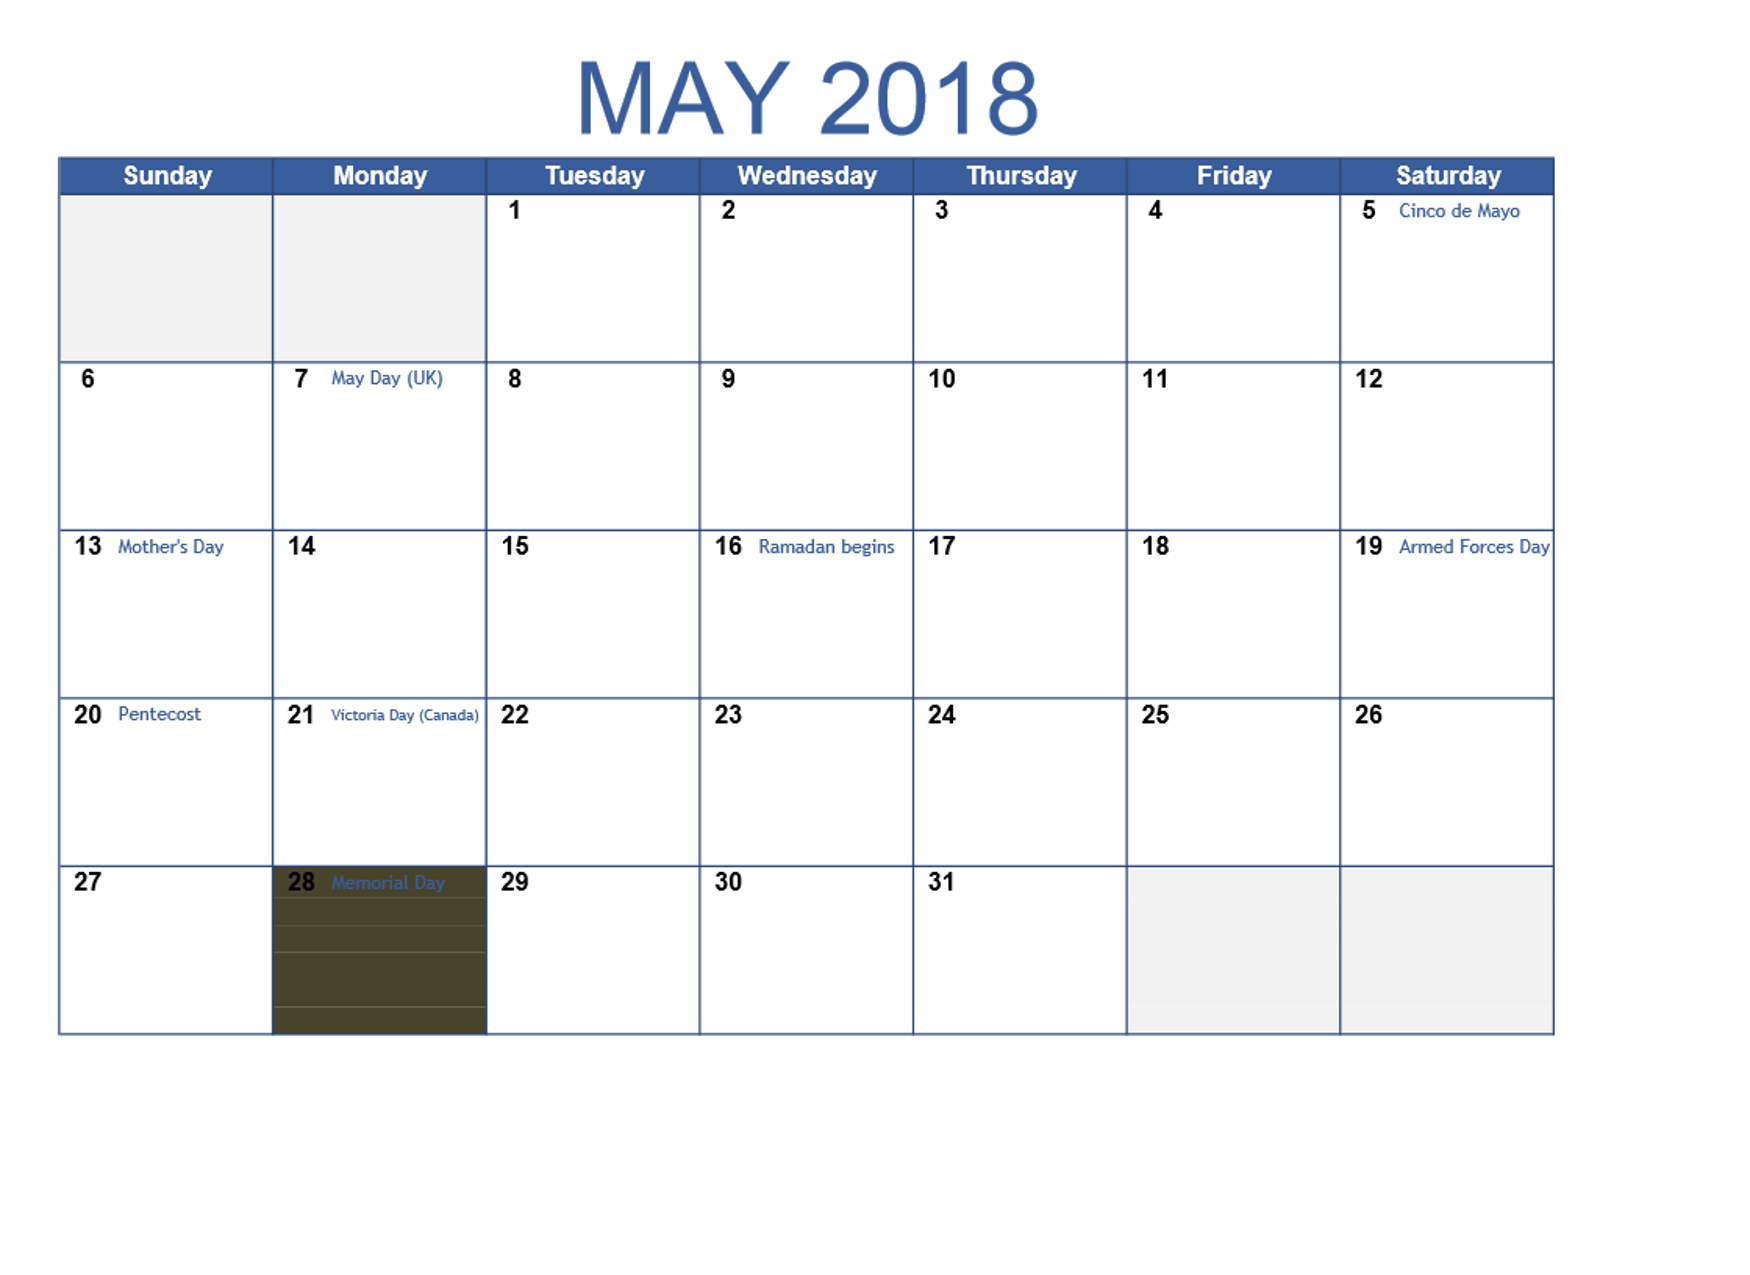 MAY 2018
Sunday Monday Tuesday Wednesday Thursday Friday Saturday
1 2 3 4 5 Cinco de Mayo
6 7 May Day (UK) 8 9 10 11 12
13 Mother's Day 14 15 16 Ramadan begins 17 18 19 Armed Forces Day
20 Pentecost 21 Victoria Day (Canada) 22 23 24 25 26
27 28 Memorial Day 29 30 31